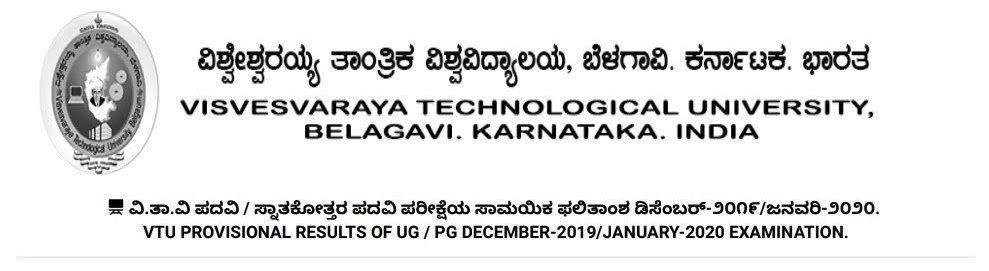 ವಿಶ್ವೇಶ್ವರಯ್ಯ ತಾಂತ್ರಿಕ ವಿಶ್ವವಿದ್ಯಾಲಯ, ಬೆಳಗಾವಿ. ಕರ್ನಾಟಕ. ಭಾರತ
VISVESVARAYA TECHNOLOGICAL UNIVERSITY,
BELAGAVI. KARNATAKA. INDIA
ವಿ.ತಾ.ವಿ ಪದವಿ / ಸ್ನಾತಕೋತ್ತರ ಪದವಿ ಪರೀಕ್ಷೆಯ ಸಾಮಯಿಕ ಫಲಿತಾಂಶ ಡಿಸೆಂಬರ್-೨೦೧೯/ಜನವರಿ-೨೦೨೦.
VTU PROVISIONAL RESULTS OF UG / PG DECEMBER-2019/JANUARY-2020 EXAMINATION.